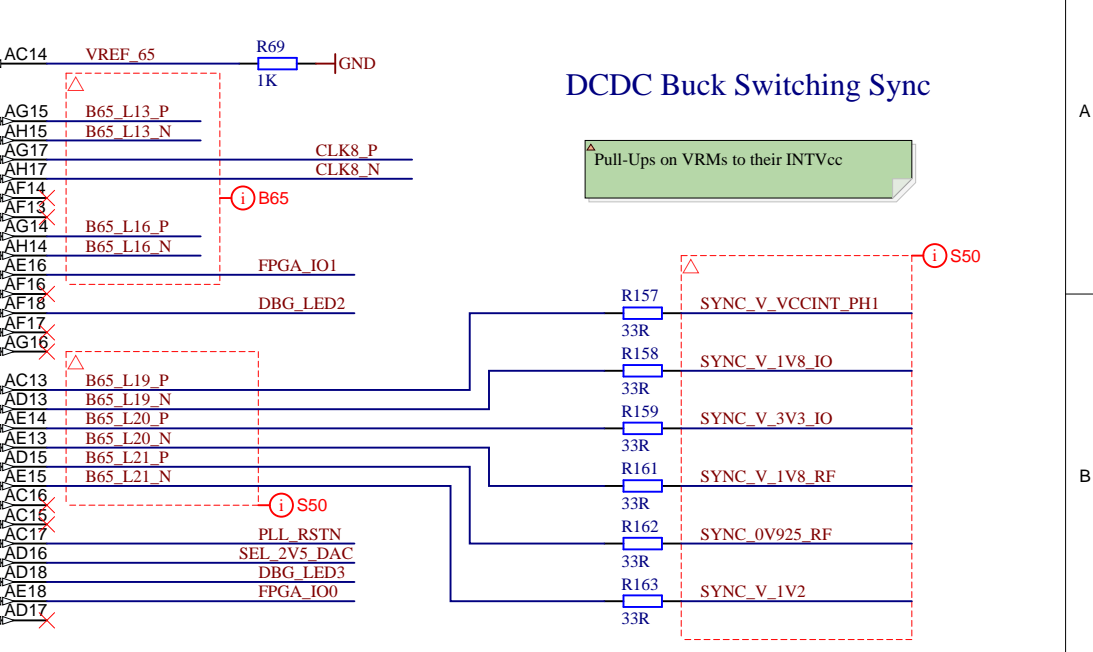 AC14 VREF_65 R69 GND
1K
DCDC Buck Switching Sync
A
AG15 B65_L13_P
AH15 B65_L13_N
AG17 CLK8_P
Pull-Ups on VRMs to their INTVcc
AH17 CLK8_N
AF14
i B65
AF13
AG14 B65_L16_P
AH14 B65_L16_N
i S50
AE16 FPGA_IO1
AF16
AF18 DBG_LED2
R157 SYNC_V_VCCINT_PH1
33R
AF17
AG16
R158 SYNC_V_1V8_IO
33R
AC13 B65_L19_P
AD13 B65_L19_N
AE14 B65_L20_P
R159 SYNC_V_3V3_IO
33R
AE13 B65_L20_N
AD15 B65_L21_P
AE15 B65_L21_N
R161 SYNC_V_1V8_RF
33R
B
AC16
i S50
AC15
AC17 PLL_RSTN
R162 SYNC_0V925_RF
33R
AD16 SEL_2V5_DAC
AD18 DBG_LED3
AE18 FPGA_IO0
R163 SYNC_V_1V2
33R
AD17